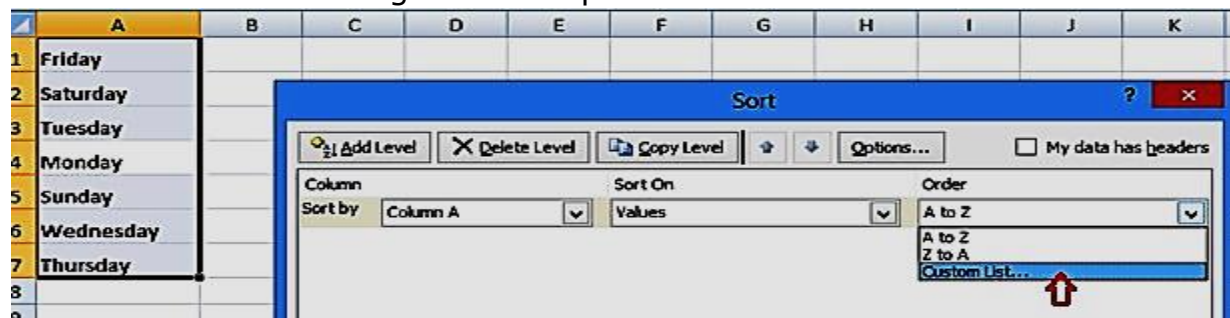 A B C D E F G H I J K
1 Friday
2 Saturday
3 Tuesday
4 Monday
5 Sunday
6 Wednesday
7 Thursday
8
Sort ? ×
Add Level Delete Level Copy Level Options... My data has headers
Column Sort On Order
Sort by Column A Values A to Z
A to Z
Z to A
Custom List...